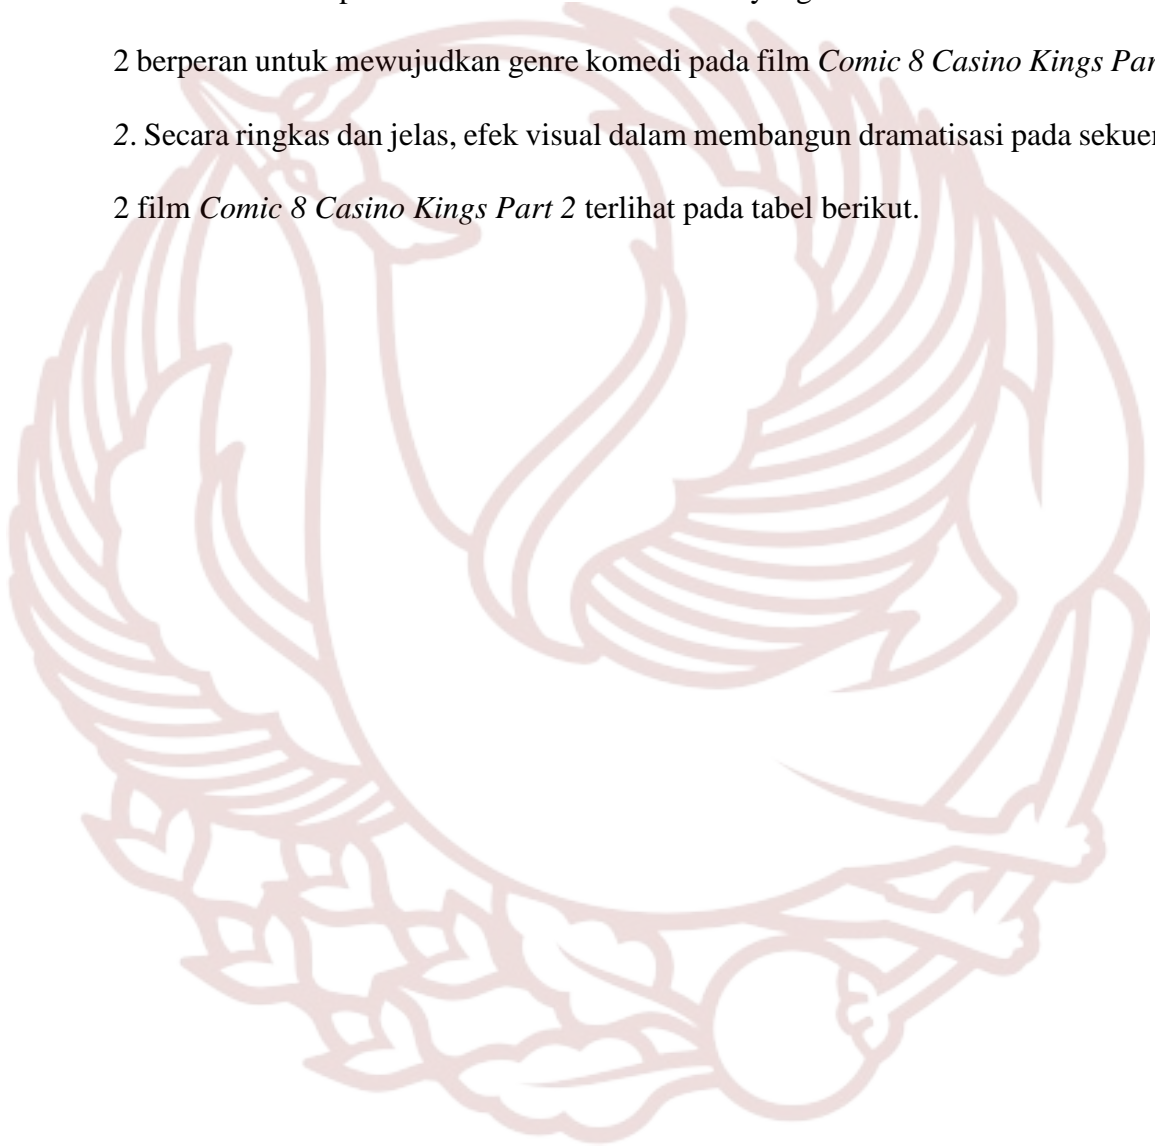 2 berperan untuk mewujudkan genre komedi pada film Comic 8 Casino Kings Par
2. Secara ringkas dan jelas, efek visual dalam membangun dramatisasi pada sekue
2 film Comic 8 Casino Kings Part 2 terlihat pada tabel berikut.